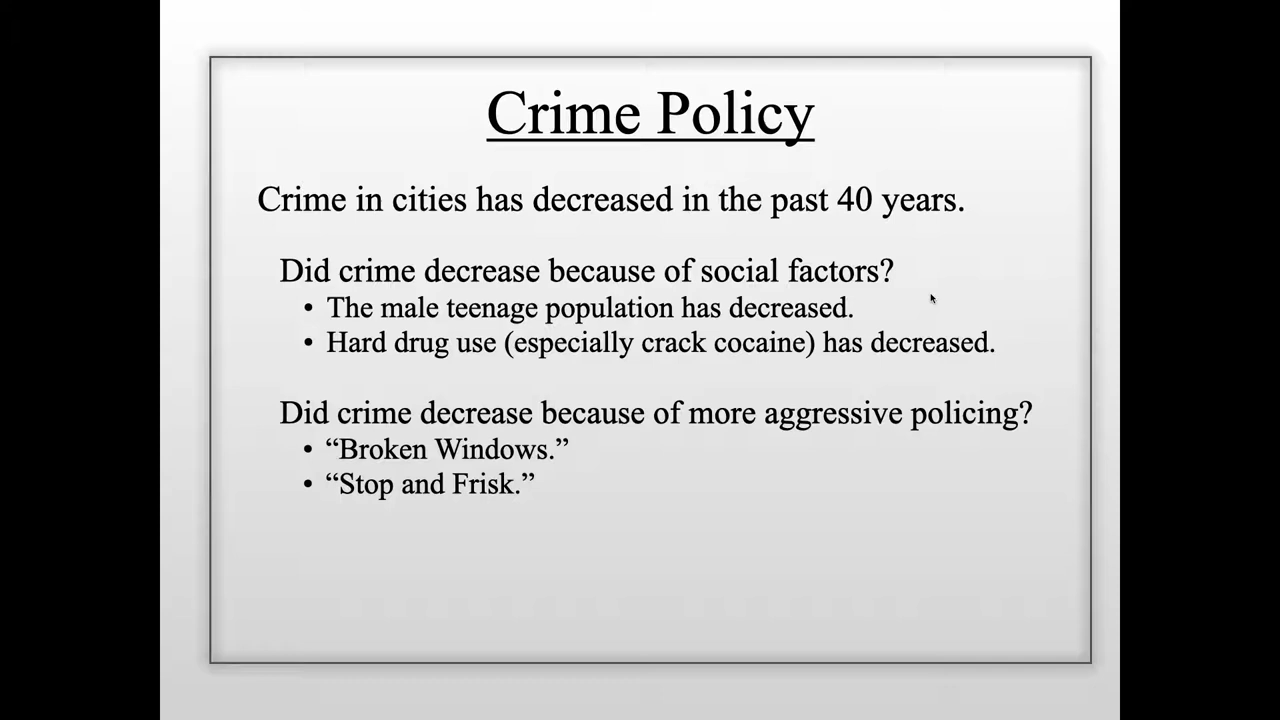 Crime Policy
Crime in cities has decreased in the past 40 years.
Did crime decrease because of social factors?
• The male teenage population has decreased.
• Hard drug use (especially crack cocaine) has decreased.
Did crime decrease because of more aggressive policing?
• “Broken Windows.”
• “Stop and Frisk.”